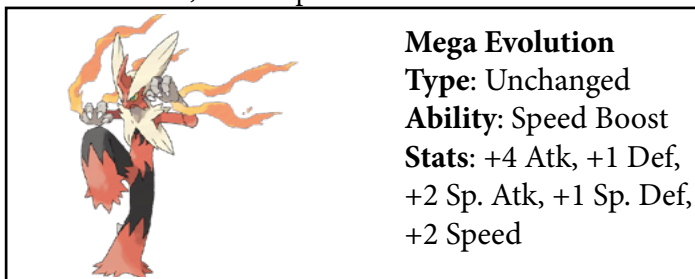 Mega Evolution
Type: Unchanged
Ability: Speed Boost
Stats: +4 Atk, +1 Def,
+2 Sp. Atk, +1 Sp. Def,
+2 Speed